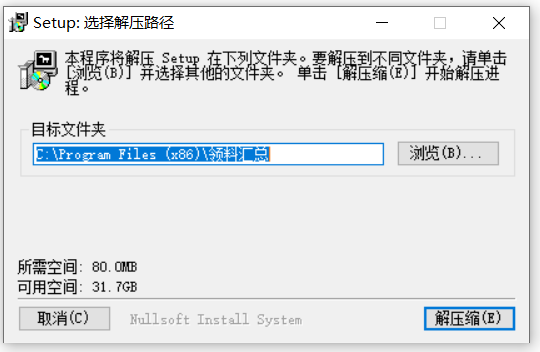 Setup: 选择解压路径
本程序将解压 Setup 在下列文件夹。要解压到不同文件夹，请单击
[浏览(B)] 并选择其他的文件夹。 单击 [解压缩(E)] 开始解压进
程。
目标文件夹
C:\Program Files (x86)\领料汇总
浏览(B)...
所需空间: 80.0MB
可用空间: 31.7GB
取消(C)
Nullsoft Install System
解压缩(E)